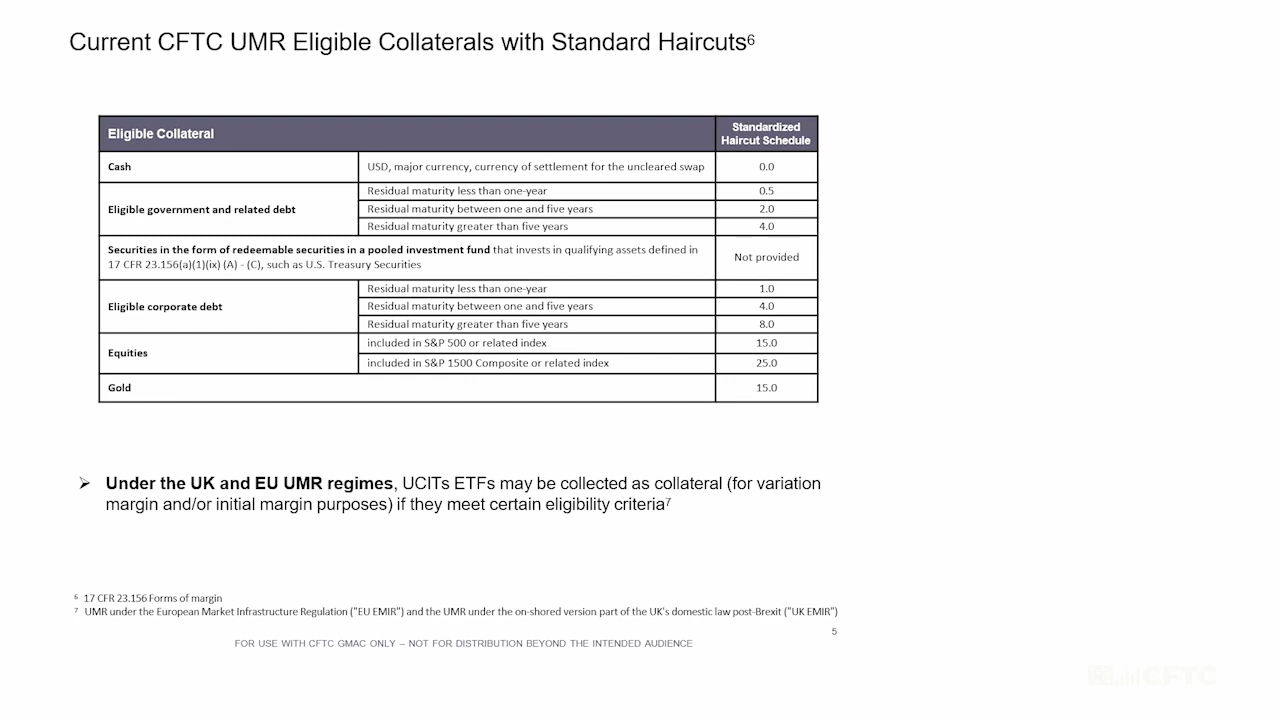 Current CFTC UMR Eligible Collaterals with Standard Haircuts⁶
Eligible Collateral
Standardized
Haircut Schedule
Cash
USD, major currency, currency of settlement for the uncleared swap
0.0
Eligible government and related debt
Residual maturity less than one-year
0.5
Residual maturity between one and five years
2.0
Residual maturity greater than five years
4.0
Securities in the form of redeemable securities in a pooled investment fund that invests in qualifying assets defined in
17 CFR 23.156(a)(1)(ix) (A) - (C), such as U.S. Treasury Securities
Not provided
Eligible corporate debt
Residual maturity less than one-year
1.0
Residual maturity between one and five years
4.0
Residual maturity greater than five years
8.0
Equities
included in S&P 500 or related index
15.0
included in S&P 1500 Composite or related index
25.0
Gold
15.0
➢ Under the UK and EU UMR regimes, UCITs ETFs may be collected as collateral (for variation
margin and/or initial margin purposes) if they meet certain eligibility criteria⁷
⁶ 17 CFR 23.156 Forms of margin
⁷ UMR under the European Market Infrastructure Regulation ("EU EMIR") and the UMR under the on-shored version part of the UK's domestic law post-Brexit ("UK EMIR")
5
FOR USE WITH CFTC GMAC ONLY – NOT FOR DISTRIBUTION BEYOND THE INTENDED AUDIENCE
CFTC